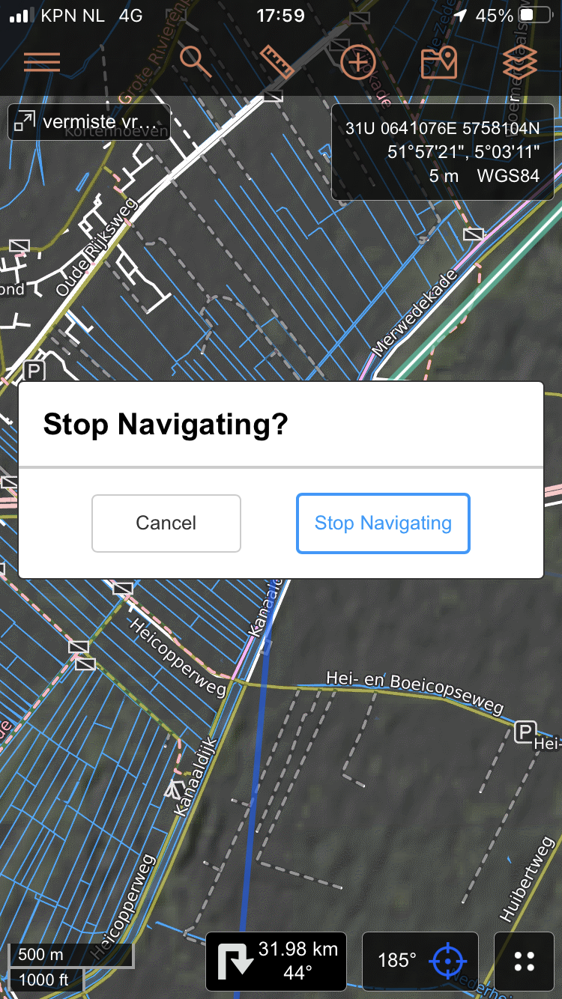 KPN NL 4G 17:59 45%
Grote Rivieren
vermiste vr...
Kortenhoeven
31U 0641076E 5758104N
51°57'21", 5°03'11"
5 m WGS84
Oude Rijksweg
ond
Merwedekade
P
Stop Navigating?
Cancel
Stop Navigating
Heicopperweg
Hei- en Boeicopseweg
P
Hei-
de
Kanaaldijk
Heicopperweg
Huibertweg
500 m
1000 ft
31.98 km
44°
185°